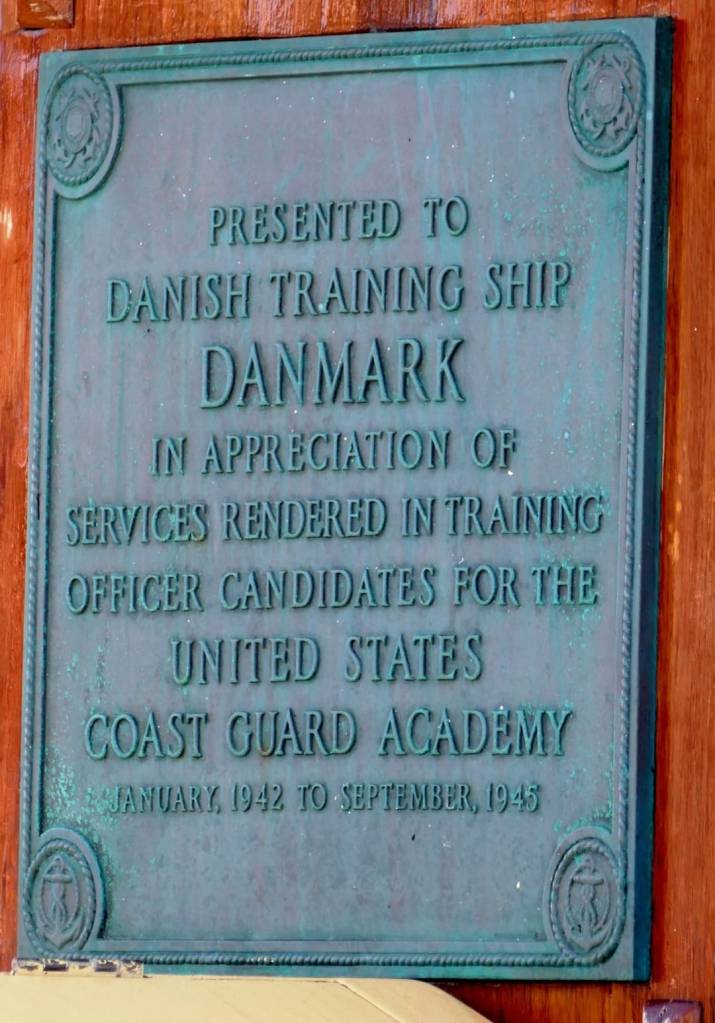 PRESENTED TO
DANISH TRAINING SHIP
DANMARK
IN APPRECIATION OF
SERVICES RENDERED IN TRAINING
OFFICER CANDIDATES FOR THE
UNITED STATES
COAST GUARD ACADEMY
JANUARY, 1942 TO SEPTEMBER, 1945